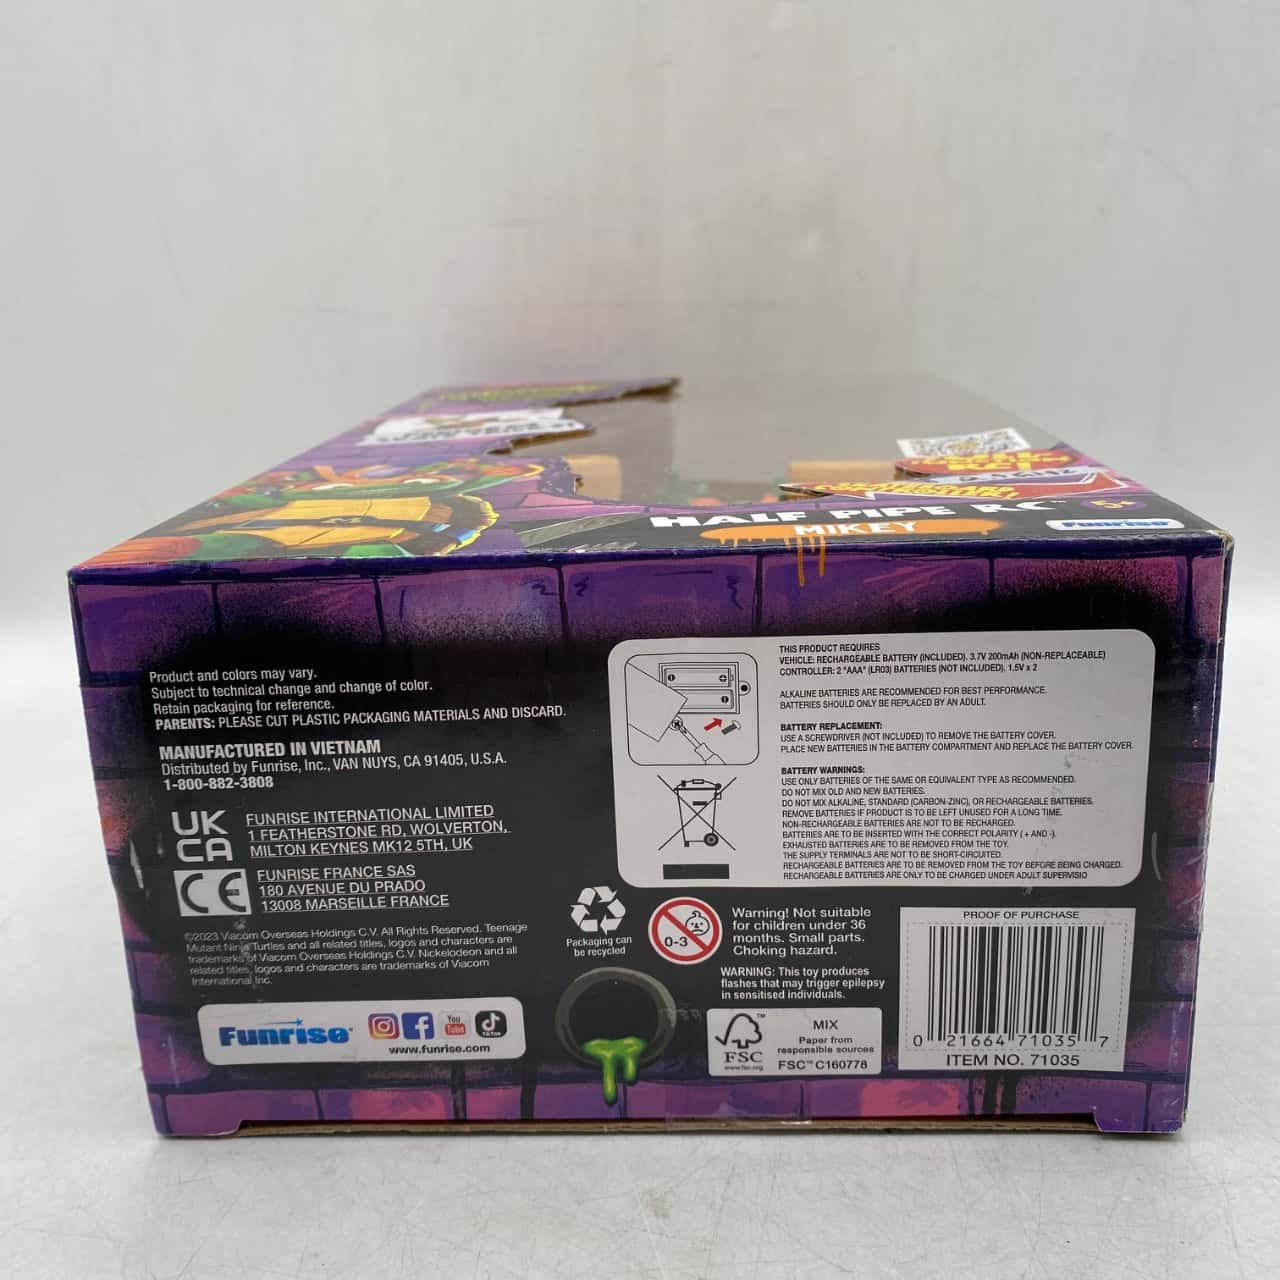 HALF PIPE RC™
MIKEY
5+
Funrise
Product and colors may vary.
Subject to technical change and change of color.
Retain packaging for reference.
PARENTS: PLEASE CUT PLASTIC PACKAGING MATERIALS AND DISCARD.
MANUFACTURED IN VIETNAM
Distributed by Funrise, Inc., VAN NUYS, CA 91405, U.S.A.
1-800-882-3808
UK
CA
FUNRISE INTERNATIONAL LIMITED
1 FEATHERSTONE RD, WOLVERTON,
MILTON KEYNES MK12 5TH, UK
CE
FUNRISE FRANCE SAS
180 AVENUE DU PRADO
13008 MARSEILLE FRANCE
©2023 Viacom Overseas Holdings C.V. All Rights Reserved. Teenage
Mutant Ninja Turtles and all related titles, logos and characters are
trademarks of Viacom Overseas Holdings C.V. Nickelodeon and all
related titles, logos and characters are trademarks of Viacom
International Inc.
Funrise
You
Tube
TikTok
www.funrise.com
THIS PRODUCT REQUIRES
VEHICLE: RECHARGEABLE BATTERY (INCLUDED). 3.7V 200mAh (NON-REPLACEABLE)
CONTROLLER: 2 "AAA" (LR03) BATTERIES (NOT INCLUDED). 1.5V x 2
ALKALINE BATTERIES ARE RECOMMENDED FOR BEST PERFORMANCE.
BATTERIES SHOULD ONLY BE REPLACED BY AN ADULT.
BATTERY REPLACEMENT:
USE A SCREWDRIVER (NOT INCLUDED) TO REMOVE THE BATTERY COVER.
PLACE NEW BATTERIES IN THE BATTERY COMPARTMENT AND REPLACE THE BATTERY COVER.
BATTERY WARNINGS:
USE ONLY BATTERIES OF THE SAME OR EQUIVALENT TYPE AS RECOMMENDED.
DO NOT MIX OLD AND NEW BATTERIES.
DO NOT MIX ALKALINE, STANDARD (CARBON-ZINC), OR RECHARGEABLE BATTERIES.
REMOVE BATTERIES IF PRODUCT IS TO BE LEFT UNUSED FOR A LONG TIME.
NON-RECHARGEABLE BATTERIES ARE NOT TO BE RECHARGED.
BATTERIES ARE TO BE INSERTED WITH THE CORRECT POLARITY (+ AND -).
EXHAUSTED BATTERIES ARE TO BE REMOVED FROM THE TOY.
THE SUPPLY TERMINALS ARE NOT TO BE SHORT-CIRCUITED.
RECHARGEABLE BATTERIES ARE TO BE REMOVED FROM THE TOY BEFORE BEING CHARGED.
RECHARGEABLE BATTERIES ARE ONLY TO BE CHARGED UNDER ADULT SUPERVISIO
Packaging can
be recycled
0-3
Warning! Not suitable
for children under 36
months. Small parts.
Choking hazard.
WARNING: This toy produces
flashes that may trigger epilepsy
in sensitised individuals.
FSC
www.fsc.org
MIX
Paper from
responsible sources
FSC™ C160778
PROOF OF PURCHASE
0 21664 71035 7
ITEM NO. 71035